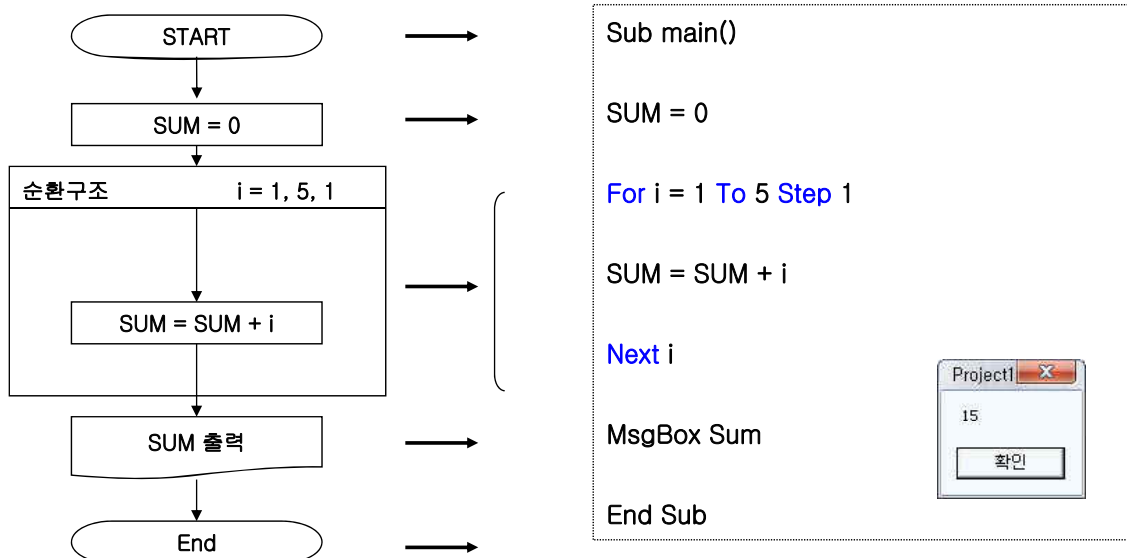 START
SUM = 0
순환구조 i = 1, 5, 1
SUM = SUM + i
SUM 출력
End
Sub main()
SUM = 0
For i = 1 To 5 Step 1
SUM = SUM + i
Next i
MsgBox Sum
End Sub
Project1
15
확인